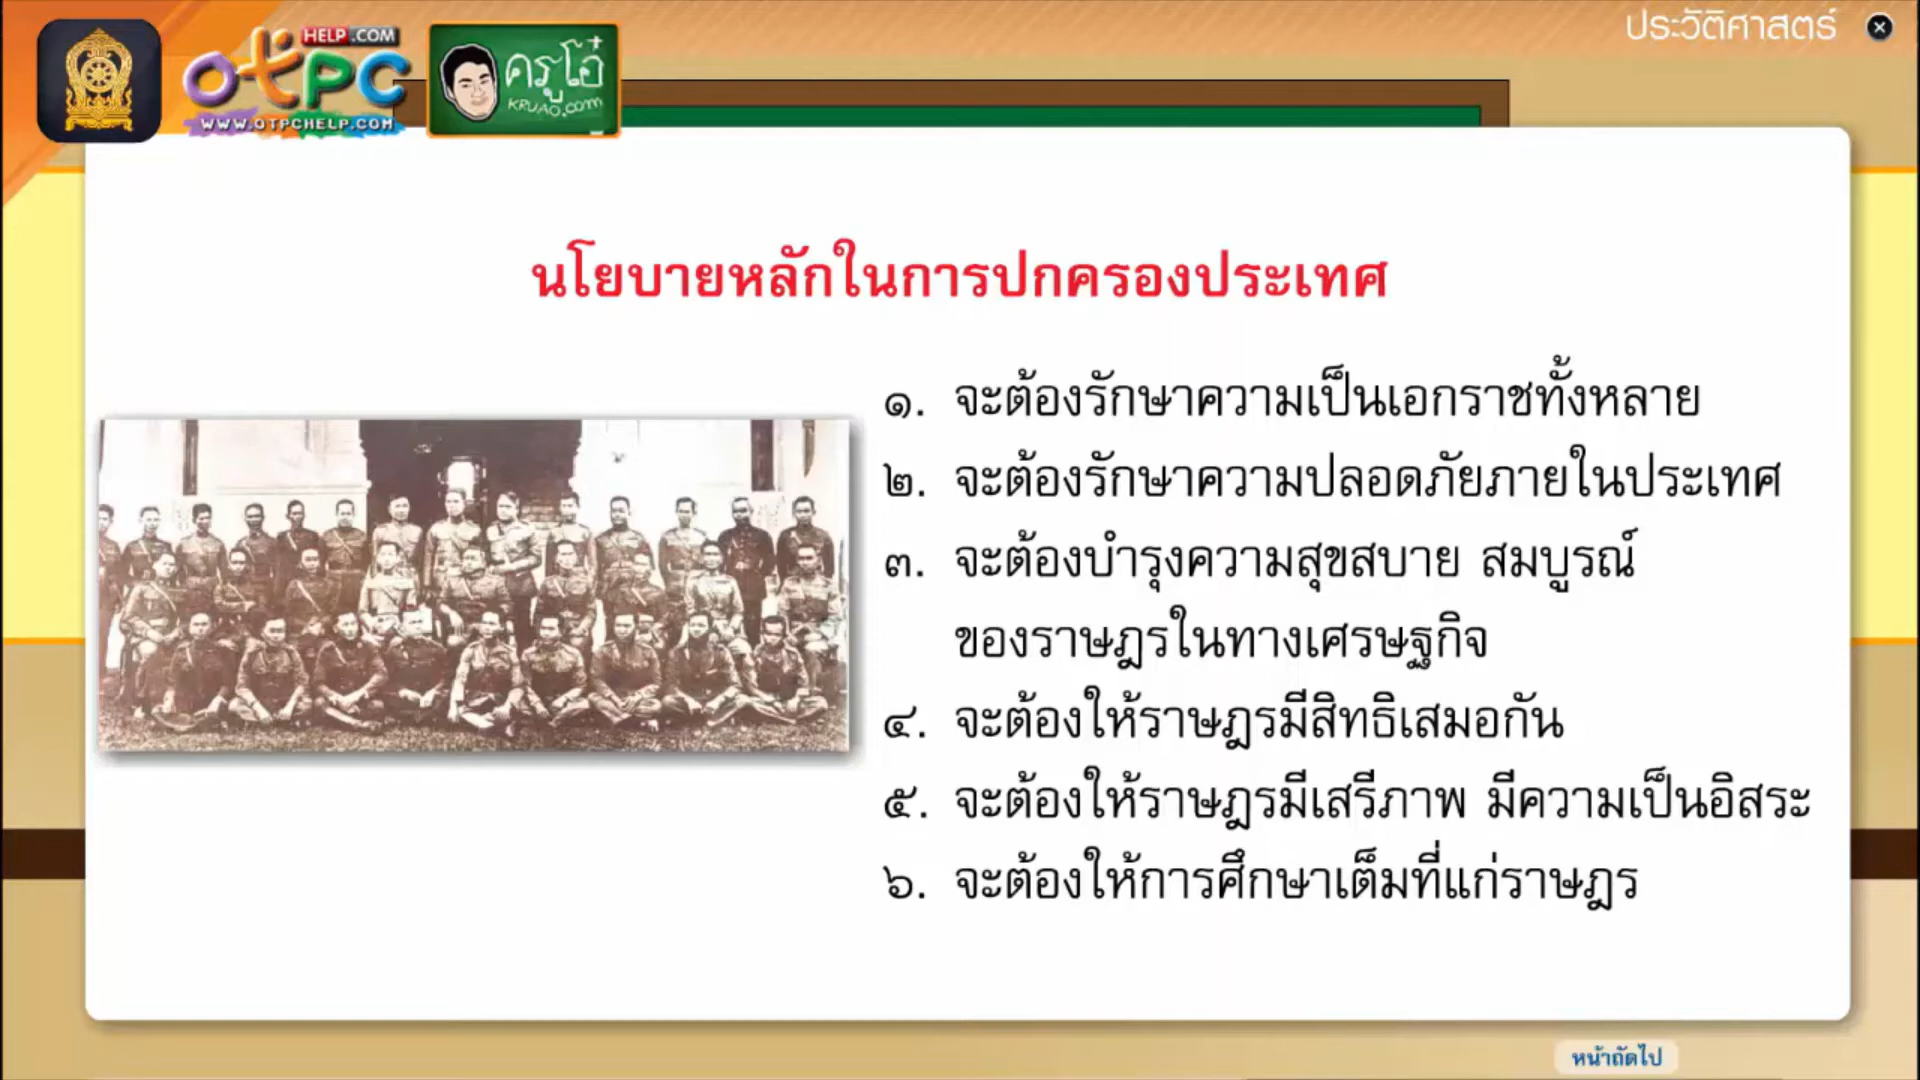 ประวัติศาสตร์
HELP.COM
otpc
WWW.OTPCHELP.COM
ครูโอ๋
KRUAO.com
นโยบายหลักในการปกครองประเทศ
๑. จะต้องรักษาความเป็นเอกราชทั้งหลาย
๒. จะต้องรักษาความปลอดภัยภายในประเทศ
๓. จะต้องบำรุงความสุขสบาย สมบูรณ์
ของราษฎรในทางเศรษฐกิจ
๔. จะต้องให้ราษฎรมีสิทธิเสมอกัน
๕. จะต้องให้ราษฎรมีเสรีภาพ มีความเป็นอิสระ
๖. จะต้องให้การศึกษาเต็มที่แก่ราษฎร
หน้าถัดไป